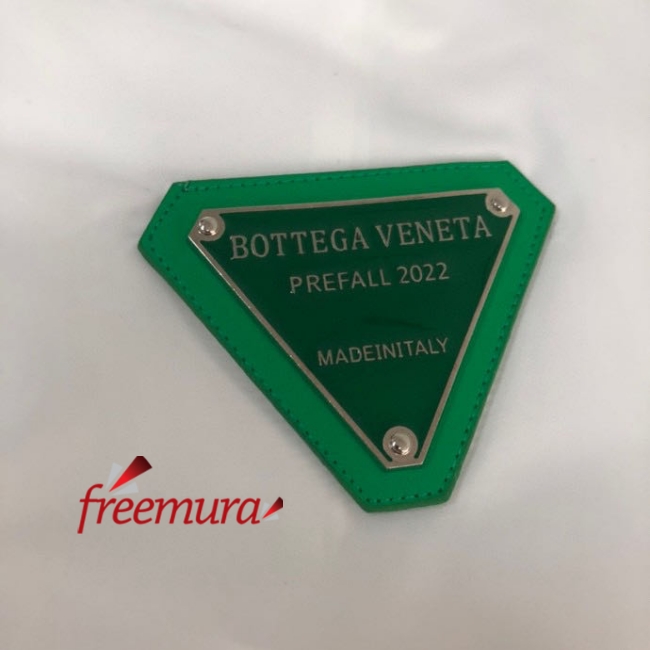 BOTTEGA VENETA
PREFALL 2022
MADEINITALY
freemura